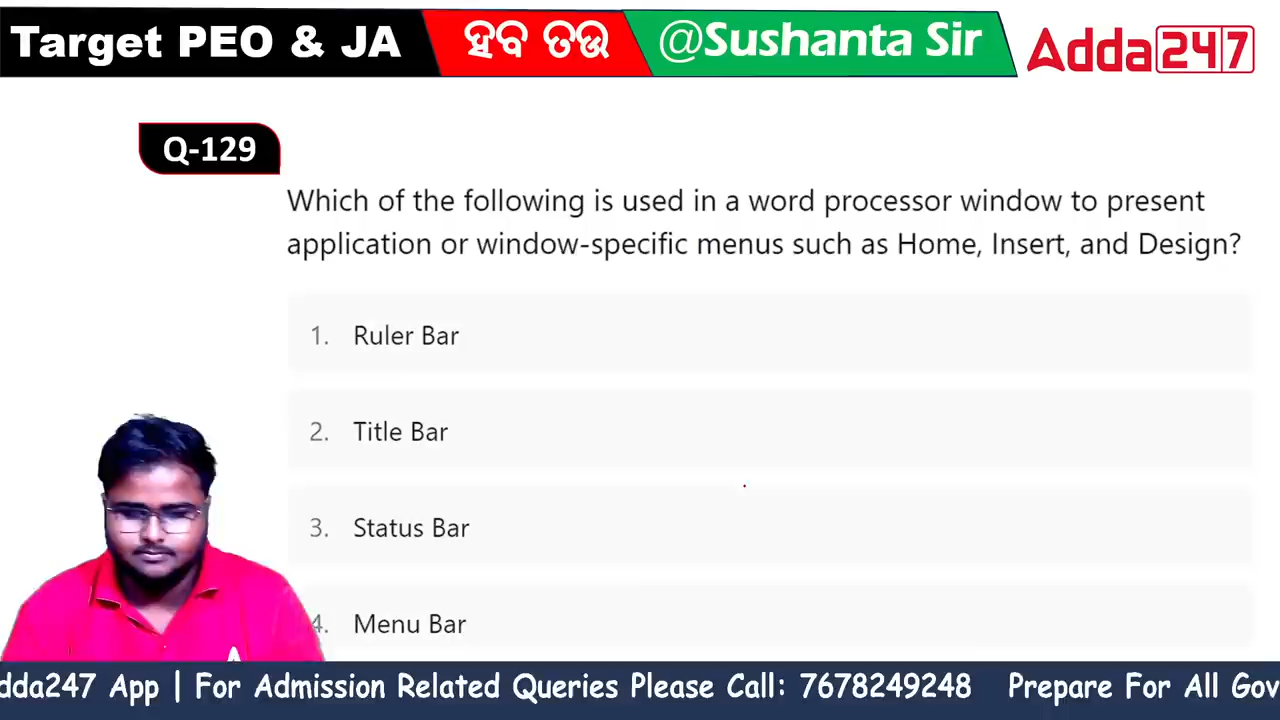 Target PEO & JA ହବ ତଉ @Sushanta Sir Adda247
Q-129
Which of the following is used in a word processor window to present
application or window-specific menus such as Home, Insert, and Design?
1. Ruler Bar
2. Title Bar
3. Status Bar
4. Menu Bar
dda247 App | For Admission Related Queries Please Call: 7678249248 Prepare For All Gov